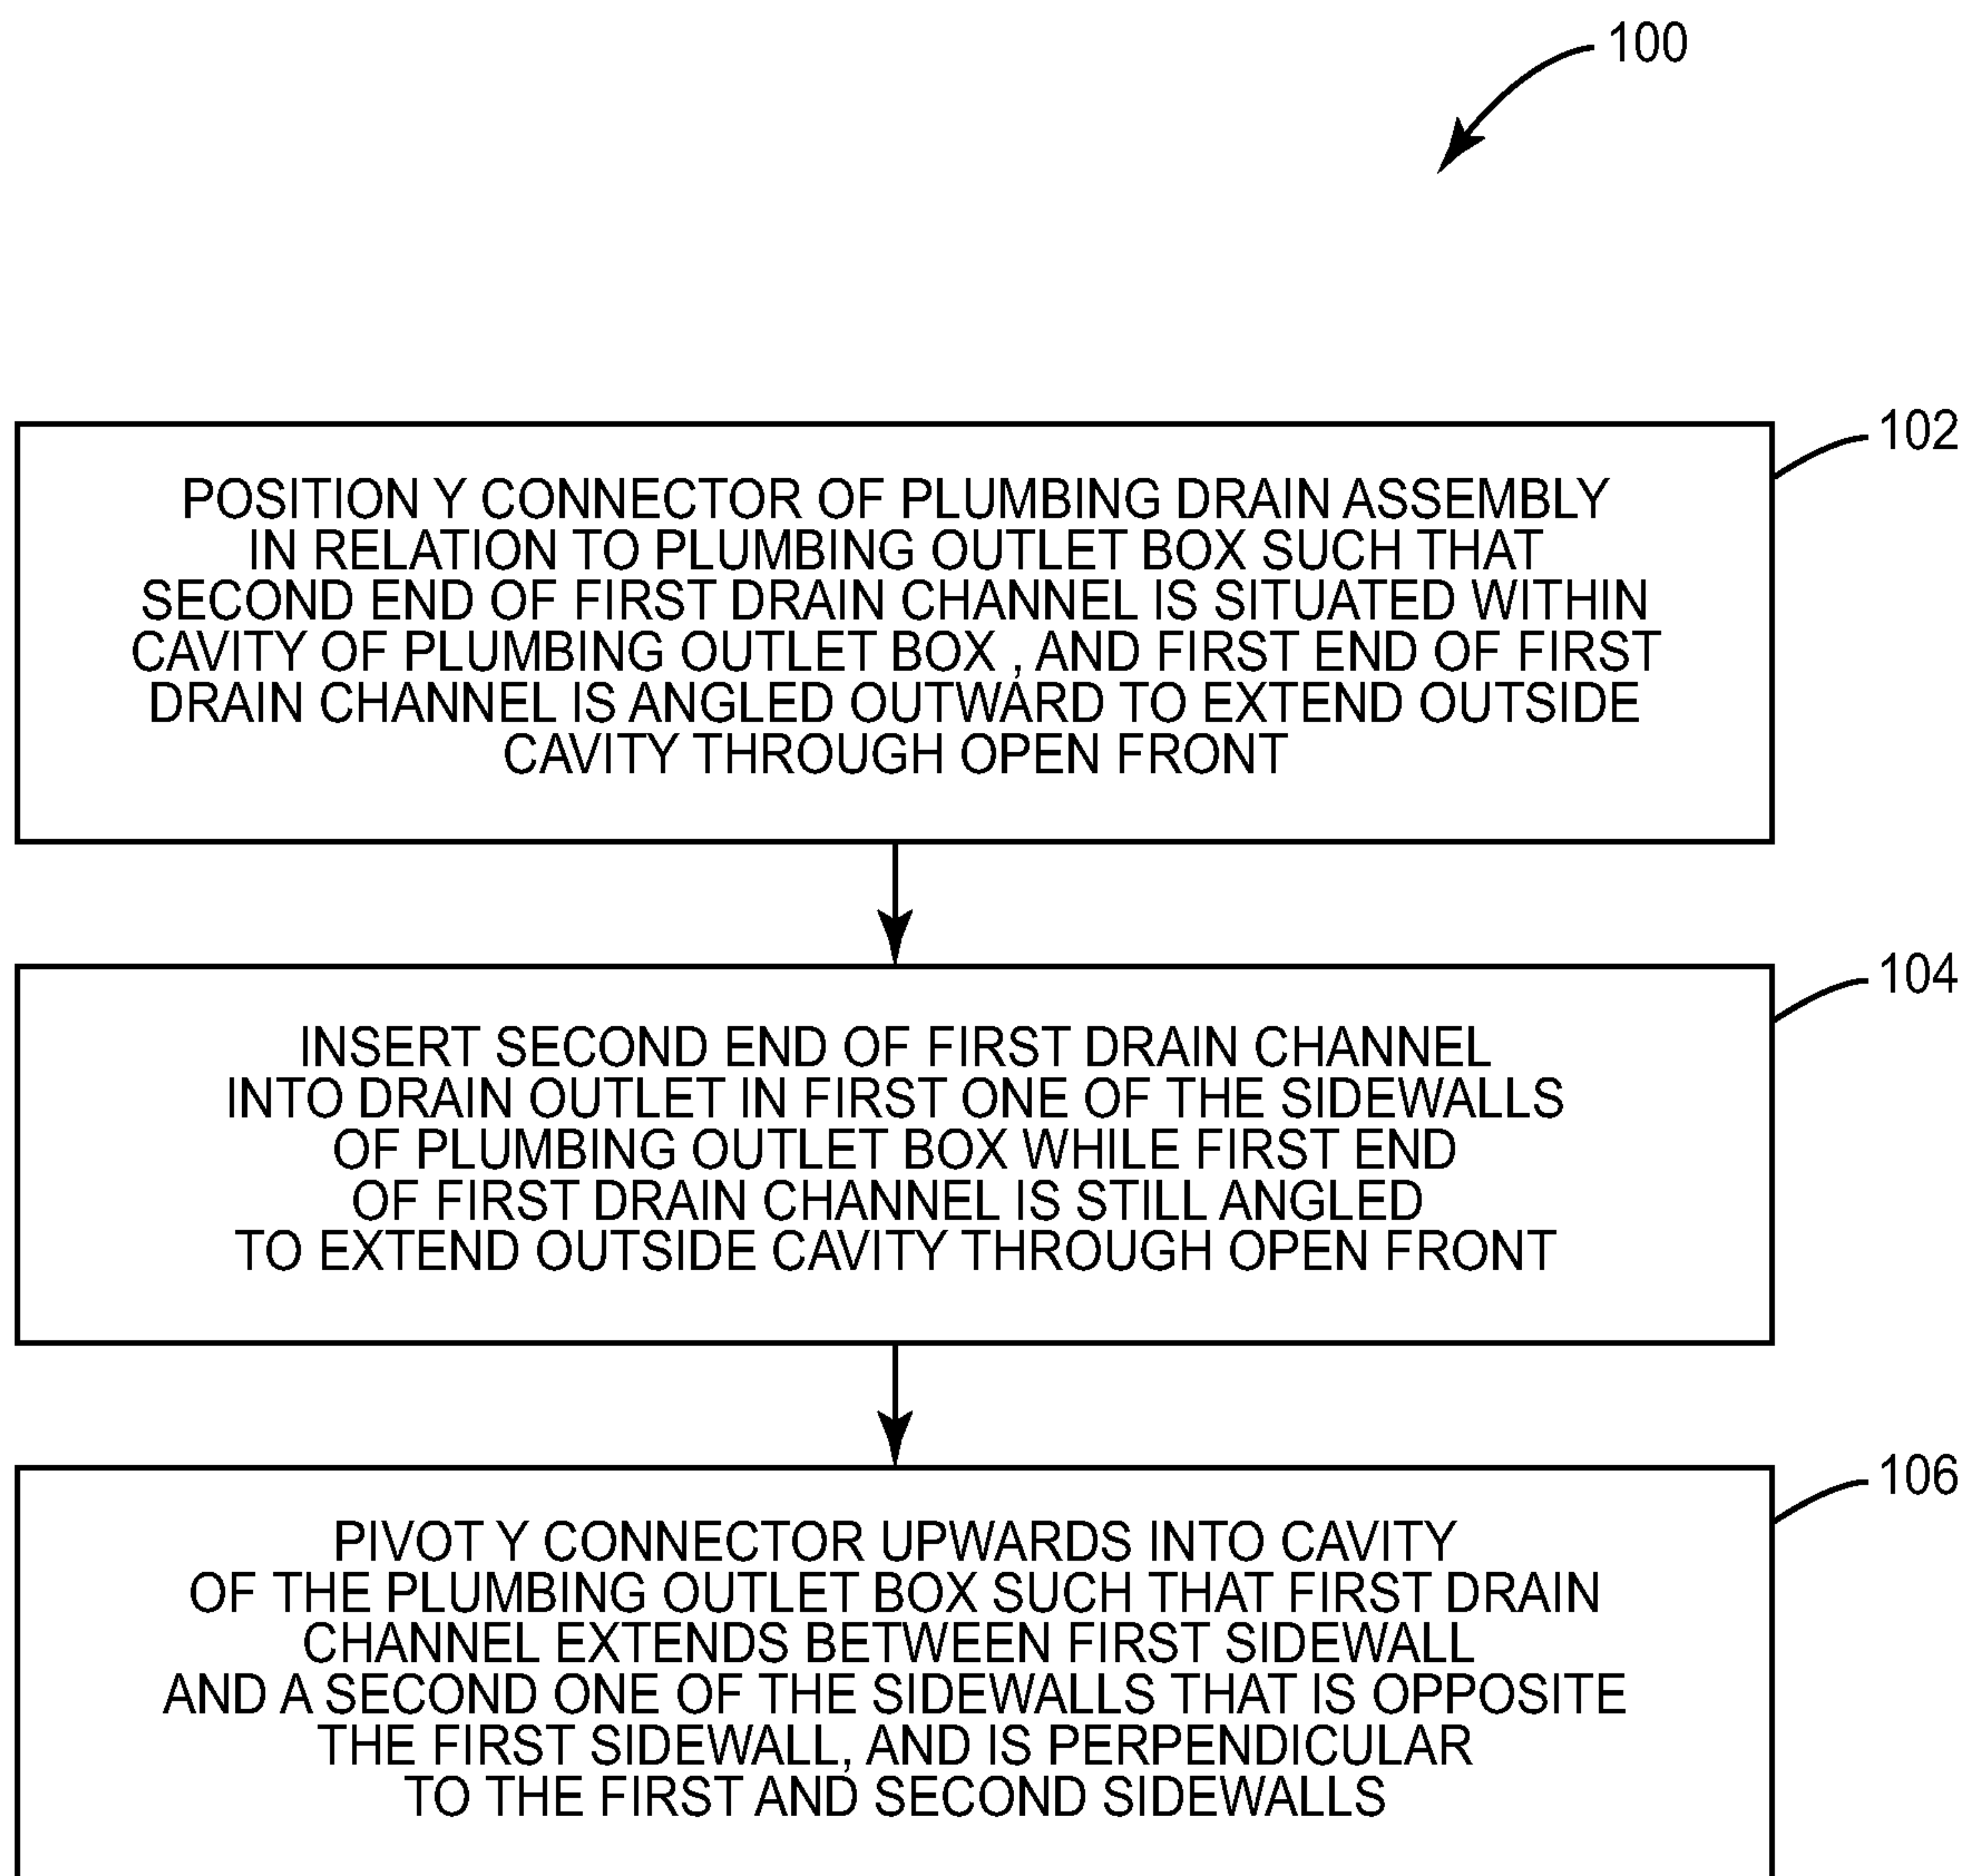 100
102
POSITION Y CONNECTOR OF PLUMBING DRAIN ASSEMBLY
IN RELATION TO PLUMBING OUTLET BOX SUCH THAT
SECOND END OF FIRST DRAIN CHANNEL IS SITUATED WITHIN
CAVITY OF PLUMBING OUTLET BOX , AND FIRST END OF FIRST
DRAIN CHANNEL IS ANGLED OUTWARD TO EXTEND OUTSIDE
CAVITY THROUGH OPEN FRONT
104
INSERT SECOND END OF FIRST DRAIN CHANNEL
INTO DRAIN OUTLET IN FIRST ONE OF THE SIDEWALLS
OF PLUMBING OUTLET BOX WHILE FIRST END
OF FIRST DRAIN CHANNEL IS STILL ANGLED
TO EXTEND OUTSIDE CAVITY THROUGH OPEN FRONT
106
PIVOT Y CONNECTOR UPWARDS INTO CAVITY
OF THE PLUMBING OUTLET BOX SUCH THAT FIRST DRAIN
CHANNEL EXTENDS BETWEEN FIRST SIDEWALL
AND A SECOND ONE OF THE SIDEWALLS THAT IS OPPOSITE
THE FIRST SIDEWALL, AND IS PERPENDICULAR
TO THE FIRST AND SECOND SIDEWALLS